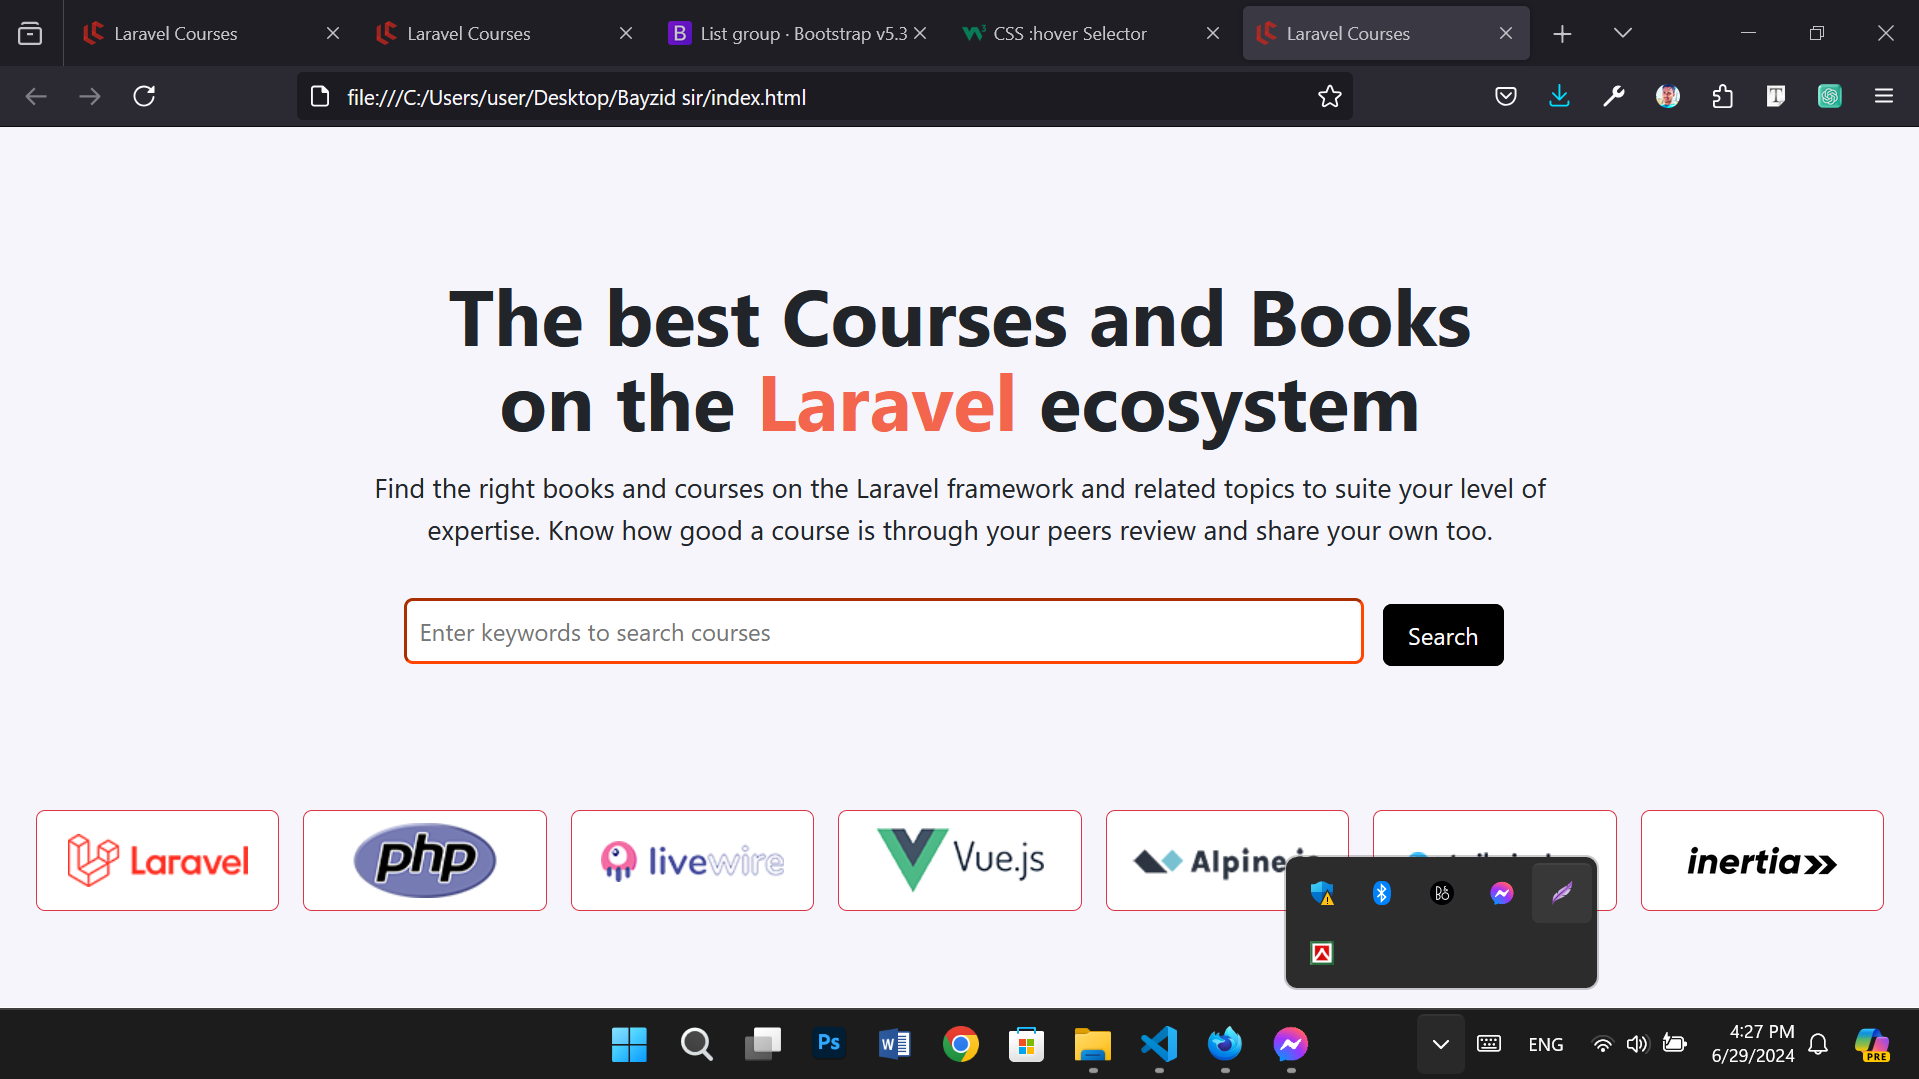 Laravel Courses
Laravel Courses
List group · Bootstrap v5.3
CSS :hover Selector
Laravel Courses
file:///C:/Users/user/Desktop/Bayzid sir/index.html
The best Courses and Books
on the Laravel ecosystem
Find the right books and courses on the Laravel framework and related topics to suite your level of
expertise. Know how good a course is through your peers review and share your own too.
Enter keywords to search courses
Search
Laravel
php
livewire
Vue.js
Alpine.js
inertia
Ps
W
ENG
4:27 PM
6/29/2024
PRE